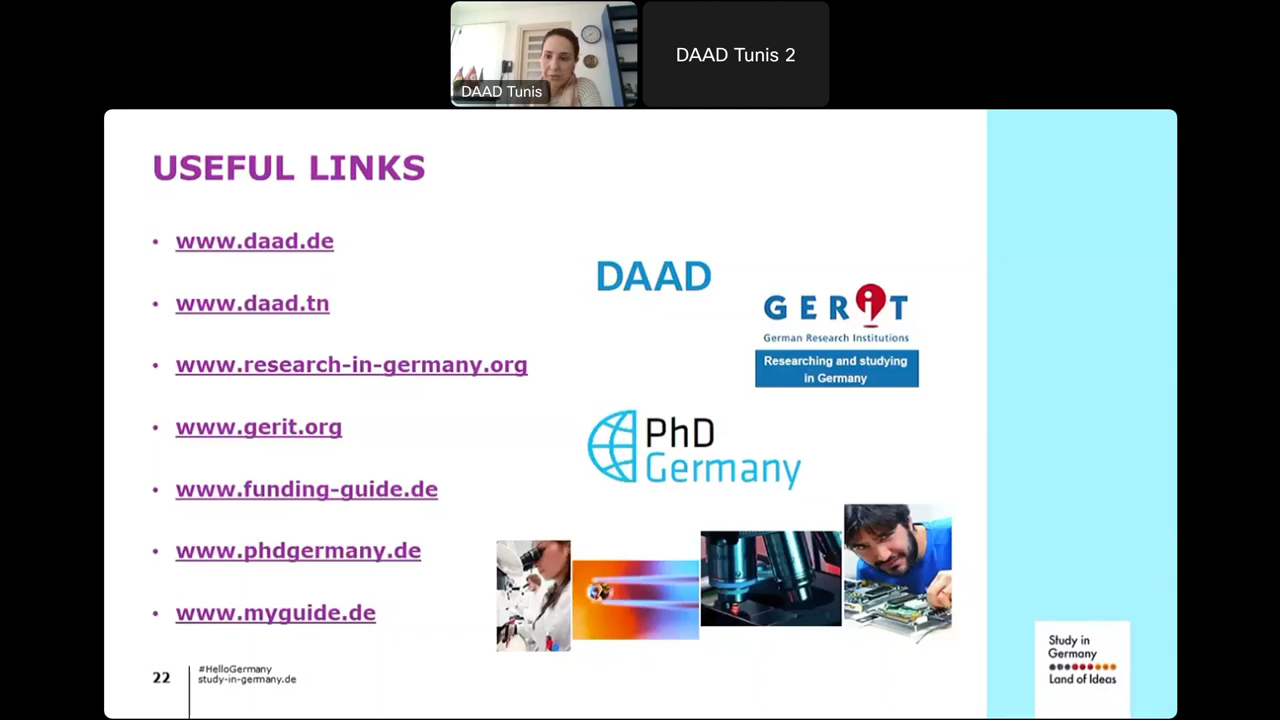 DAAD Tunis
DAAD Tunis 2
USEFUL LINKS
• www.daad.de
• www.daad.tn
• www.research-in-germany.org
• www.gerit.org
• www.funding-guide.de
• www.phdgermany.de
• www.myguide.de
DAAD
GERiT
German Research Institutions
Researching and studying
in Germany
PhD
Germany
22
#HelloGermany
study-in-germany.de
Study in
Germany
Land of Ideas